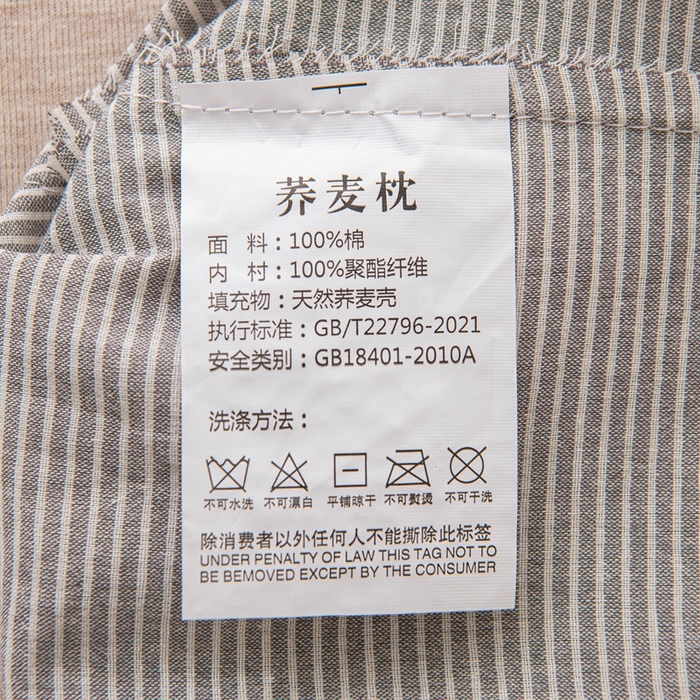 荞麦枕
面 料：100%棉
内 村：100%聚酯纤维
填充物：天然荞麦壳
执行标准：GB/T22796-2021
安全类别：GB18401-2010A
洗涤方法：
不可水洗 不可漂白 平铺晾干 不可熨烫 不可干洗
除消费者以外任何人不能撕除此标签
UNDER PENALTY OF LAW THIS TAG NOT TO
BE BEMOVED EXCEPT BY THE CONSUMER